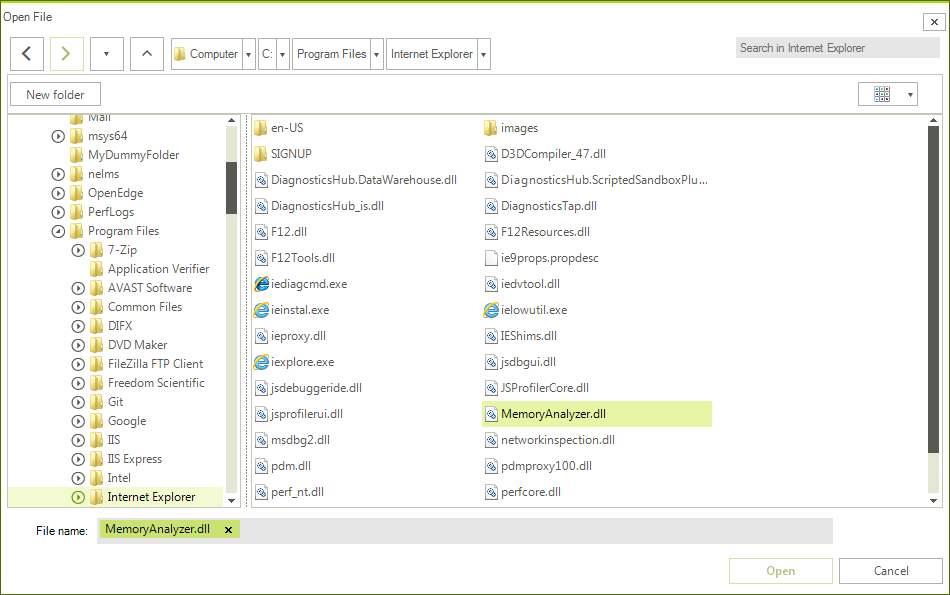 Open File
Computer C: Program Files Internet Explorer
Search in Internet Explorer
New folder
Mail
msys64
MyDummyFolder
nelms
OpenEdge
PerfLogs
Program Files
7-Zip
Application Verifier
AVAST Software
Common Files
DIFX
DVD Maker
FileZilla FTP Client
Freedom Scientific
Git
Google
IIS
IIS Express
Intel
Internet Explorer
en-US images
SIGNUP D3DCompiler_47.dll
DiagnosticsHub.DataWarehouse.dll DiagnosticsHub.ScriptedSandboxPlu...
DiagnosticsHub_is.dll DiagnosticsTap.dll
F12.dll F12Resources.dll
F12Tools.dll ie9props.propdesc
iediagcmd.exe iedvtool.dll
ieinstal.exe ielowutil.exe
ieproxy.dll IEShims.dll
iexplore.exe jsdbgui.dll
jsdebuggeride.dll JSProfilerCore.dll
jsprofilerui.dll MemoryAnalyzer.dll
msdbg2.dll networkinspection.dll
pdm.dll pdmproxy100.dll
perf_nt.dll perfcore.dll
File name: MemoryAnalyzer.dll
Open Cancel